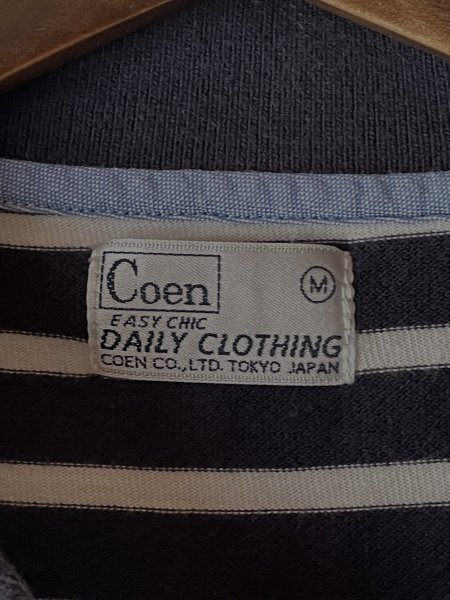 Coen
M
EASY CHIC
DAILY CLOTHING
COEN CO.,LTD. TOKYO JAPAN